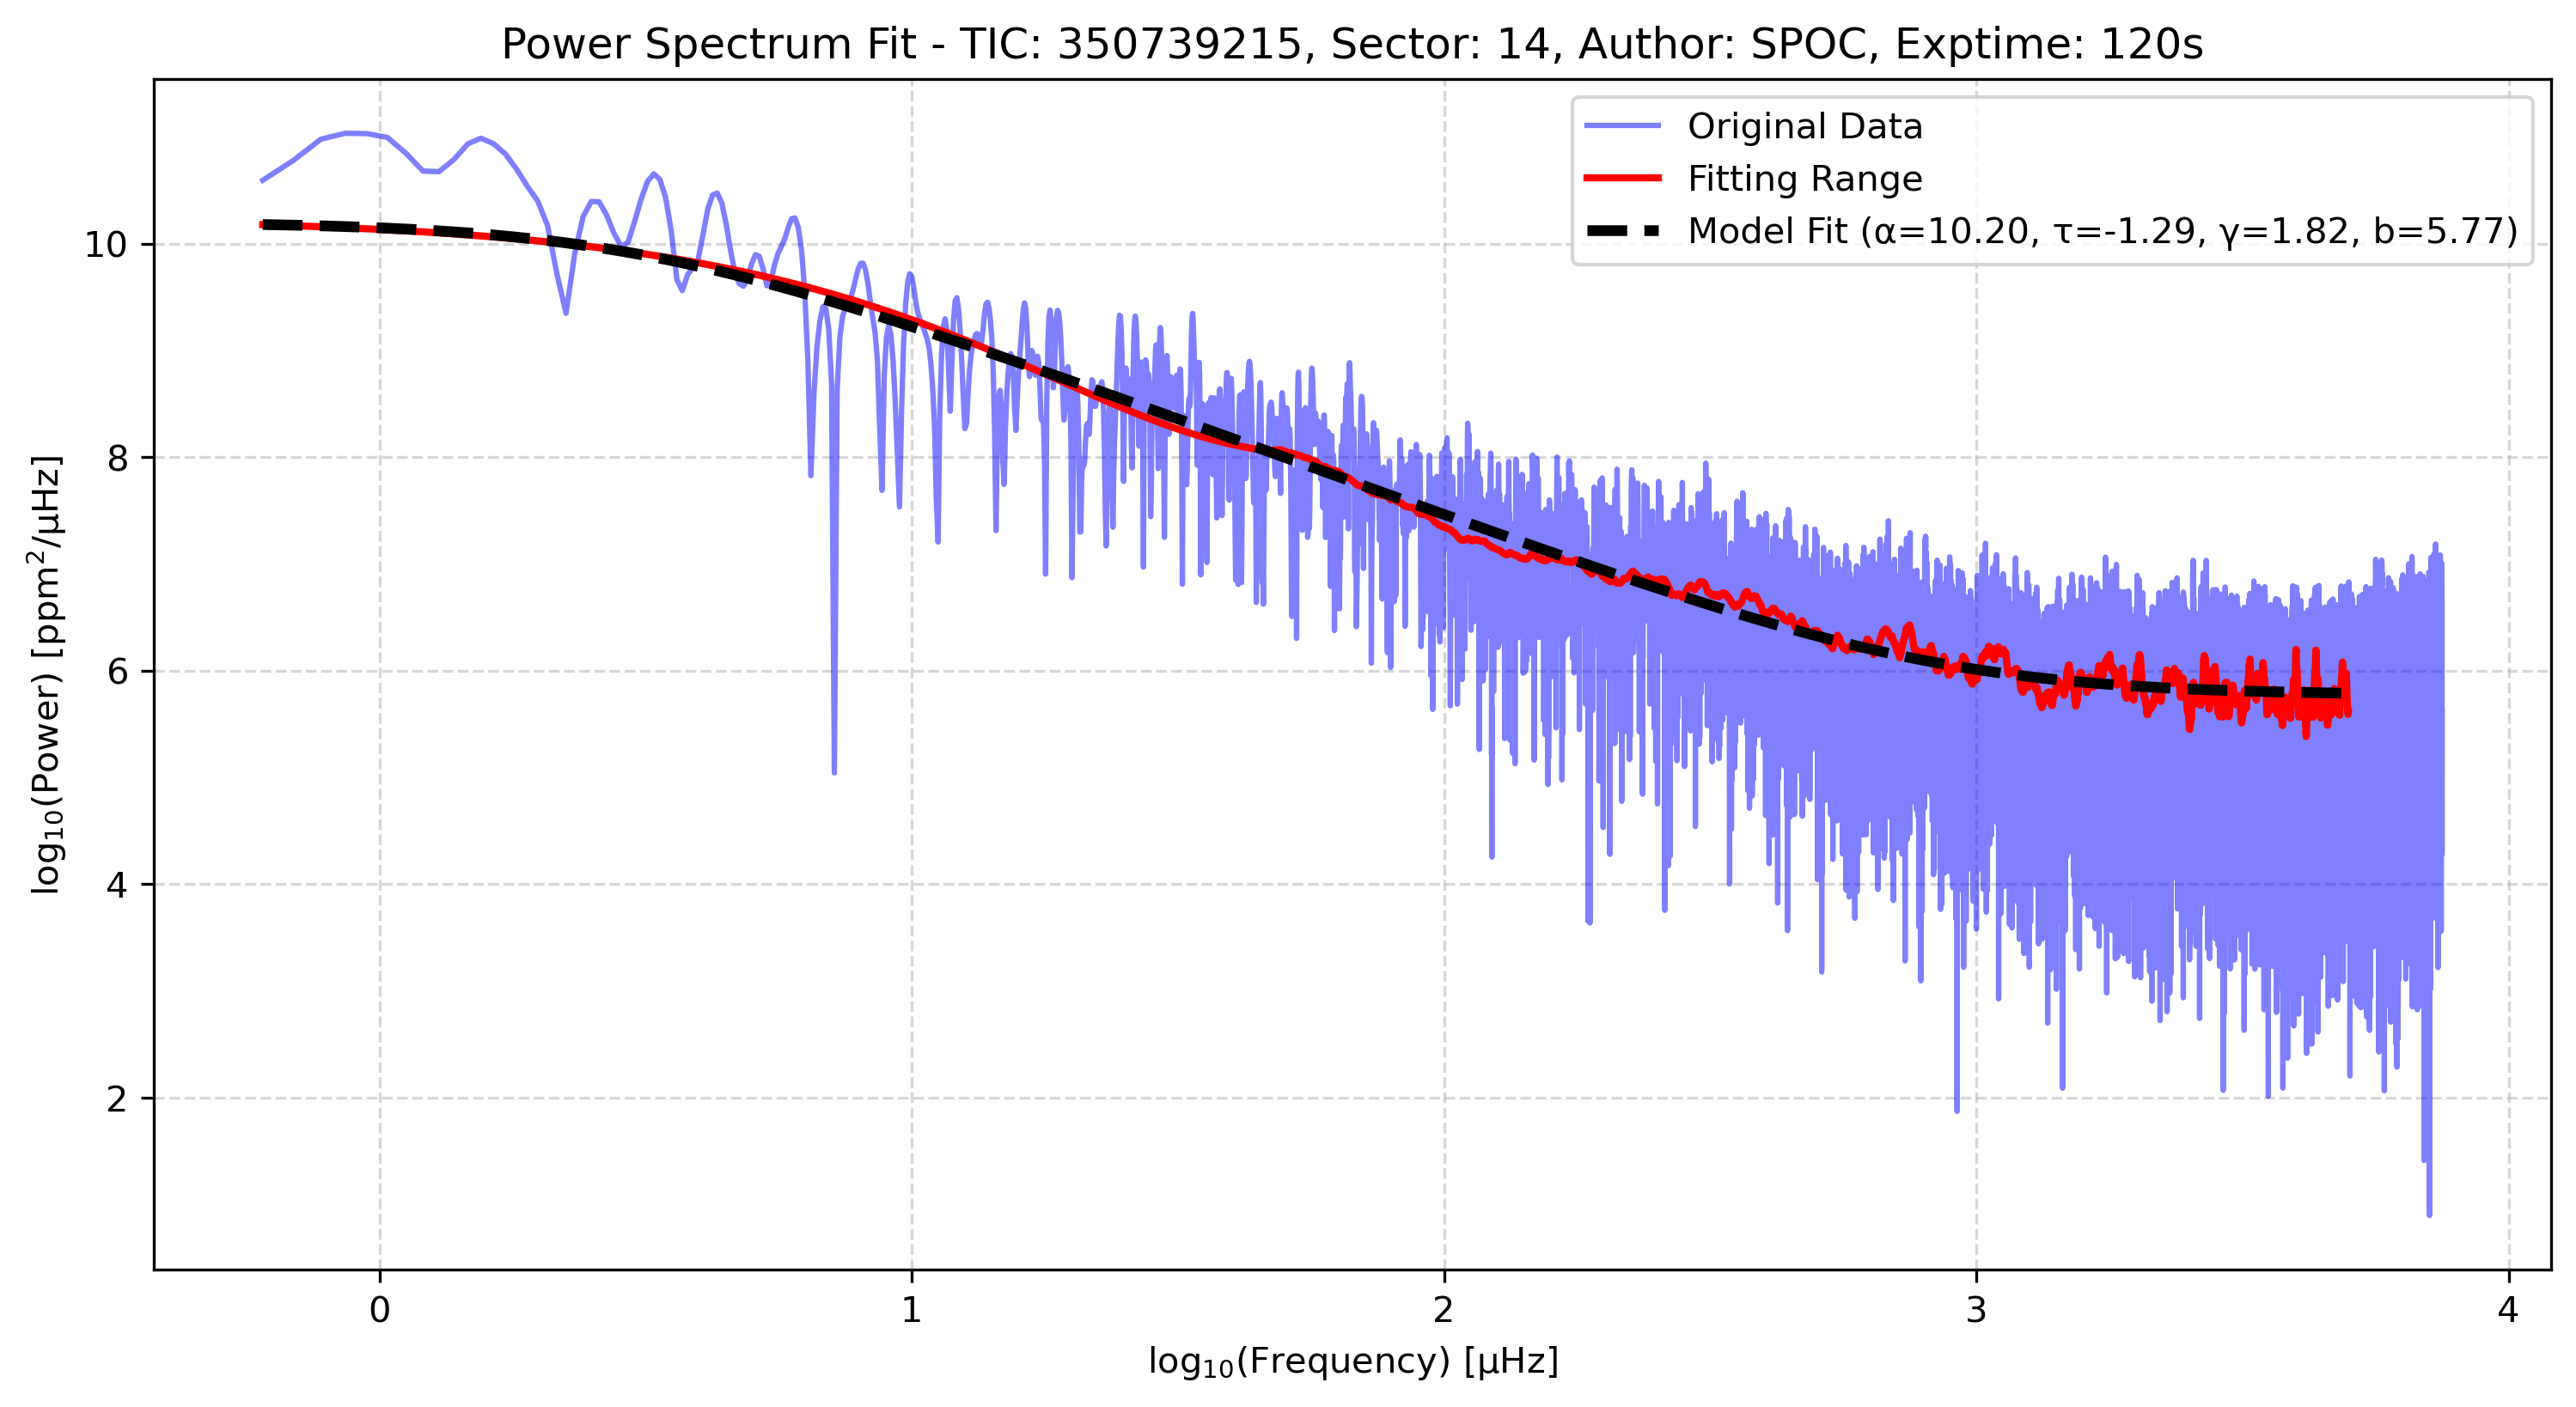 Power Spectrum Fit - TIC: 350739215, Sector: 14, Author: SPOC, Exptime: 120s
Original Data
Fitting Range
Model Fit (α=10.20, τ=-1.29, γ=1.82, b=5.77)
log₁₀(Power) [ppm²/μHz]
10
8
6
4
2
0 1 2 3 4
log₁₀(Frequency) [μHz]